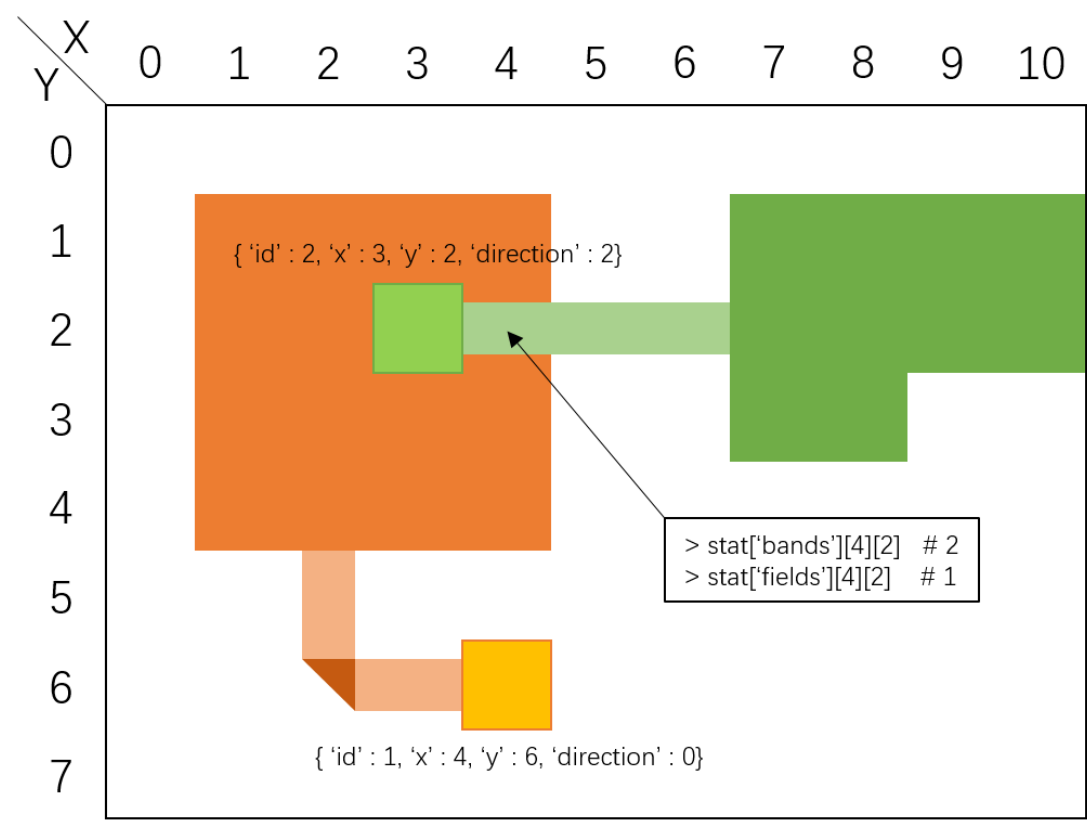 X
Y
0 1 2 3 4 5 6 7 8 9 10
0
1
{ ‘id’ : 2, ‘x’ : 3, ‘y’ : 2, ‘direction’ : 2}
2
3
4
> stat[‘bands’][4][2] # 2
> stat[‘fields’][4][2] # 1
5
6
{ ‘id’ : 1, ‘x’ : 4, ‘y’ : 6, ‘direction’ : 0}
7